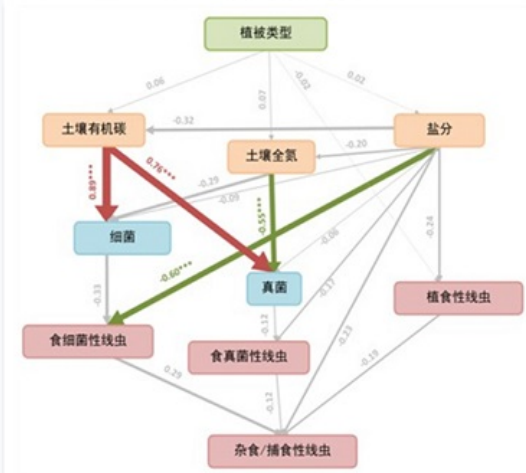 植被类型
0.06
0.07
-0.02
0.02
土壤有机碳
-0.32
盐分
土壤全氮
-0.20
0.89***
0.76***
-0.29
-0.09
-0.55***
细菌
-0.60***
-0.06
-0.24
真菌
-0.17
植食性线虫
-0.33
-0.12
食细菌性线虫
食真菌性线虫
-0.23
-0.19
0.29
-0.12
杂食/捕食性线虫